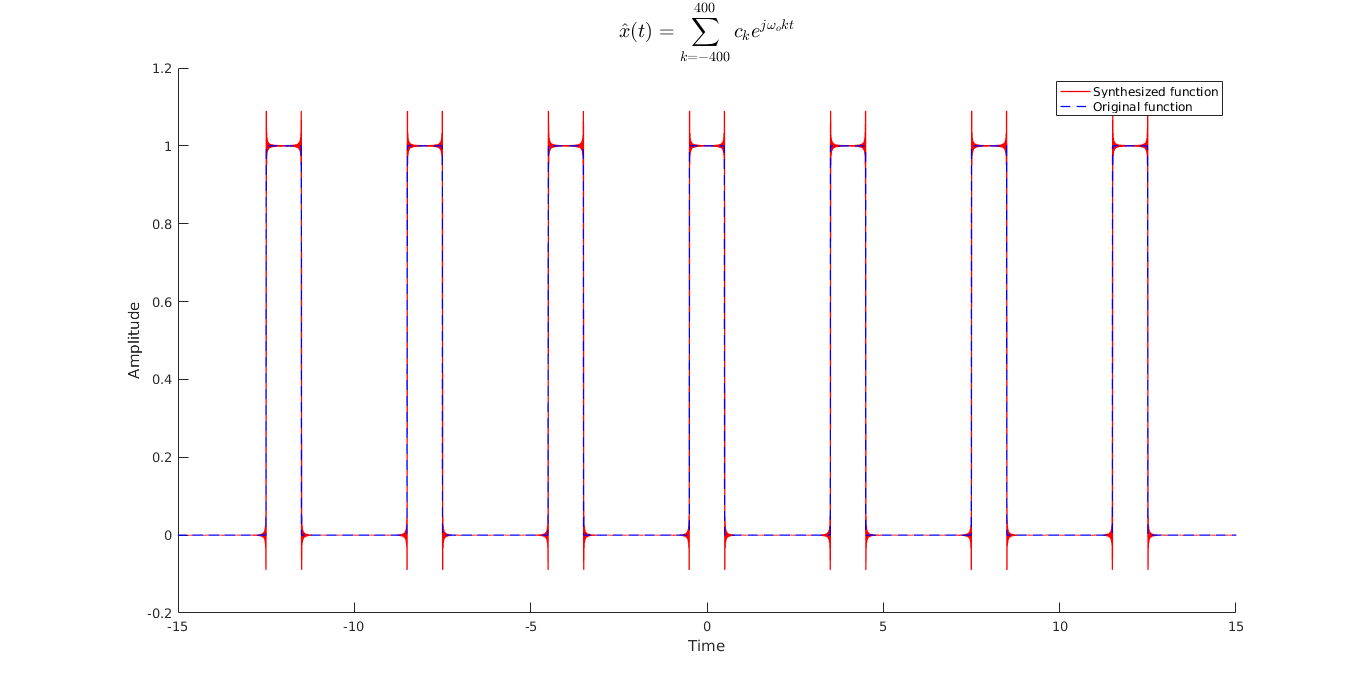 x̂(t) = ∑_{k=−400}^{400} c_k e^{jω_o kt}
1.2
Synthesized function
Original function
1
0.8
0.6
0.4
0.2
0
-0.2
Amplitude
-15 -10 -5 0 5 10 15
Time